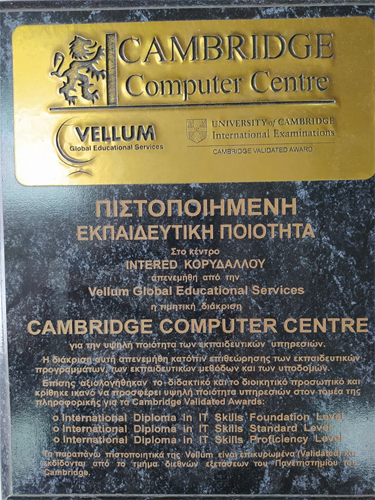 CAMBRIDGE
Computer Centre
VELLUM
Global Educational Services
UNIVERSITY of CAMBRIDGE
International Examinations
CAMBRIDGE VALIDATED AWARD
ΠΙΣΤΟΠΟΙΗΜΕΝΗ
ΕΚΠΑΙΔΕΥΤΙΚΗ ΠΟΙΟΤΗΤΑ
Στο κέντρο
INTERED ΚΟΡΥΔΑΛΛΟΥ
απενεμήθη από την
Vellum Global Educational Services
η τιμητική διάκριση
CAMBRIDGE COMPUTER CENTRE
για την υψηλή ποιότητα των εκπαιδευτικών υπηρεσιών.
Η διάκριση αυτή απενεμήθη κατόπιν επιθεώρησης των εκπαιδευτικών
προγραμμάτων, των εκπαιδευτικών μεθόδων και των υποδομών.
Επίσης αξιολογήθηκαν το διδακτικό και το διοικητικό προσωπικό και
κρίθηκε ικανό να προσφέρει υψηλή ποιότητα υπηρεσιών στον τομέα της
πληροφορικής για τα Cambridge Validated Awards:
o International Diploma in IT Skills Foundation Level
o International Diploma in IT Skills Standard Level
o International Diploma in IT Skills Proficiency Level
Τα παραπάνω πιστοποιητικά της Vellum είναι επικυρωμένα (Validated) και
εκδίδονται από το τμήμα διεθνών εξετάσεων του Πανεπιστημίου του
Cambridge.